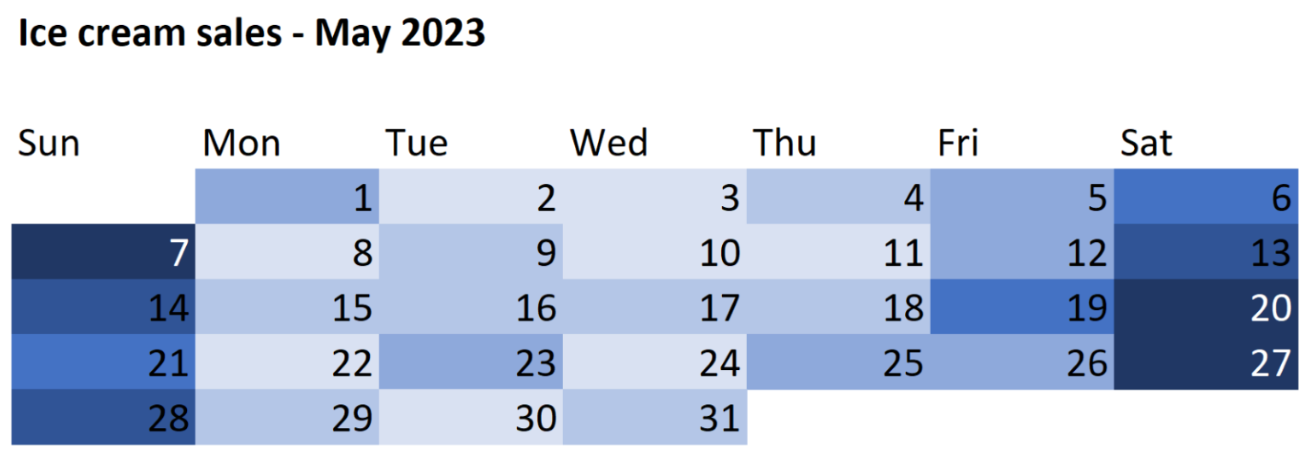 Ice cream sales - May 2023
Sun Mon Tue Wed Thu Fri Sat
1 2 3 4 5 6
7 8 9 10 11 12 13
14 15 16 17 18 19 20
21 22 23 24 25 26 27
28 29 30 31